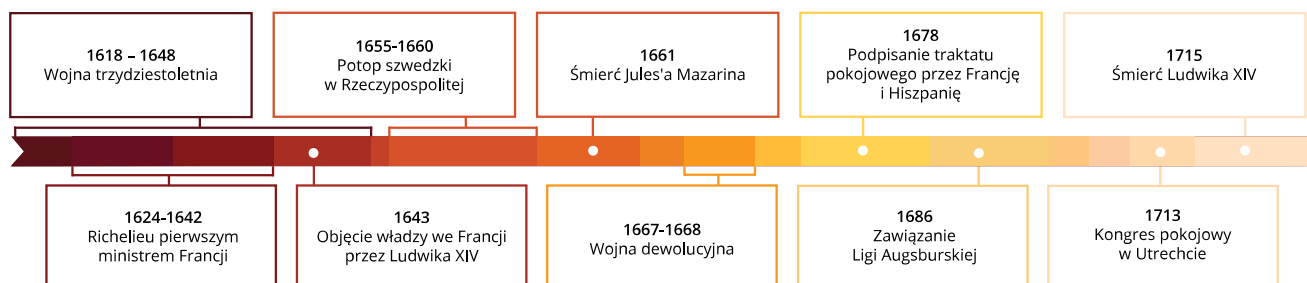 1618 – 1648
Wojna trzydziestoletnia
1655-1660
Potop szwedzki
w Rzeczypospolitej
1661
Śmierć Jules'a Mazarina
1678
Podpisanie traktatu
pokojowego przez Francję
i Hiszpanię
1715
Śmierć Ludwika XIV
1624-1642
Richelieu pierwszym
ministrem Francji
1643
Objęcie władzy we Francji
przez Ludwika XIV
1667-1668
Wojna dewolucyjna
1686
Zawiązanie
Ligi Augsburskiej
1713
Kongres pokojowy
w Utrechcie